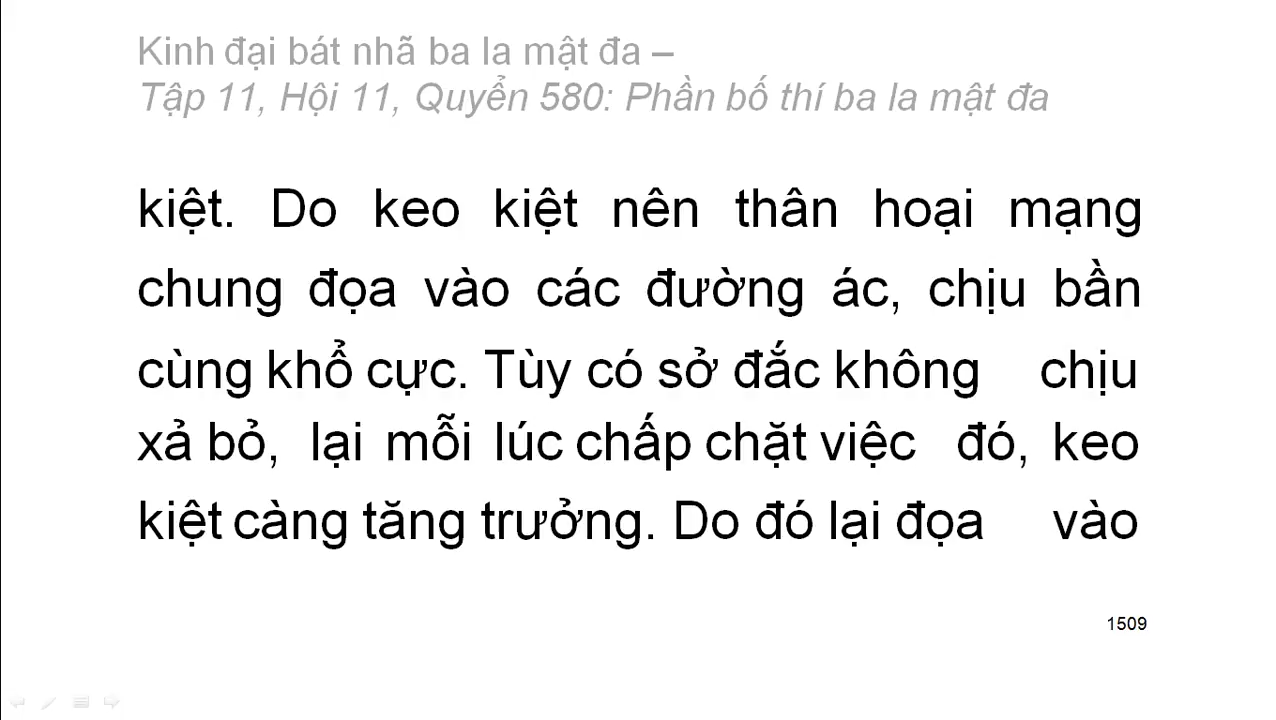 Kinh đại bát nhã ba la mật đa –
Tập 11, Hội 11, Quyển 580: Phần bố thí ba la mật đa
kiệt. Do keo kiệt nên thân hoại mạng
chung đọa vào các đường ác, chịu bần
cùng khổ cực. Tùy có sở đắc không chịu
xả bỏ, lại mỗi lúc chấp chặt việc đó, keo
kiệt càng tăng trưởng. Do đó lại đọa vào
1509